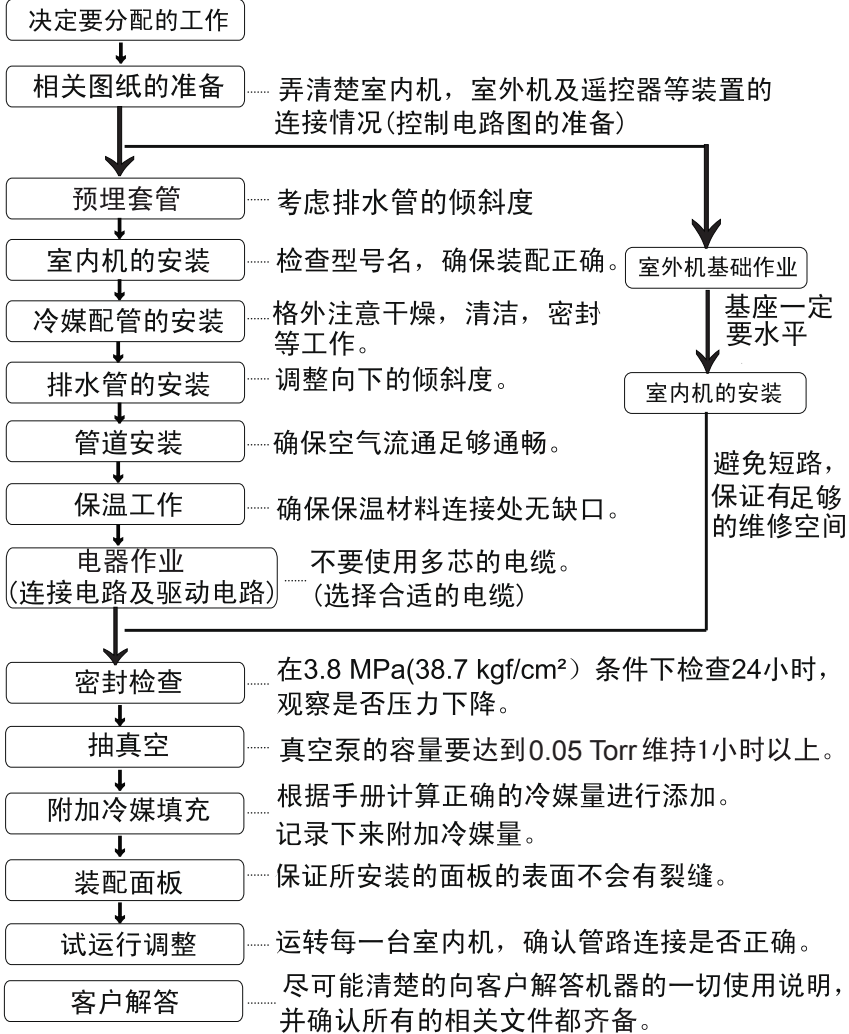 决定要分配的工作
相关图纸的准备
弄清楚室内机，室外机及遥控器等装置的
连接情况(控制电路图的准备)
预埋套管
考虑排水管的倾斜度
室内机的安装
检查型号名，确保装配正确。
冷媒配管的安装
格外注意干燥，清洁，密封
等工作。
排水管的安装
调整向下的倾斜度。
管道安装
确保空气流通足够通畅。
保温工作
确保保温材料连接处无缺口。
电器作业
(连接电路及驱动电路)
不要使用多芯的电缆。
(选择合适的电缆)
室外机基础作业
基座一定
要水平
室内机的安装
避免短路，
保证有足够
的维修空间
密封检查
在3.8 MPa(38.7 kgf/cm²）条件下检查24小时，
观察是否压力下降。
抽真空
真空泵的容量要达到0.05 Torr维持1小时以上。
附加冷媒填充
根据手册计算正确的冷媒量进行添加。
记录下来附加冷媒量。
装配面板
保证所安装的面板的表面不会有裂缝。
试运行调整
运转每一台室内机，确认管路连接是否正确。
客户解答
尽可能清楚的向客户解答机器的一切使用说明，
并确认所有的相关文件都齐备。